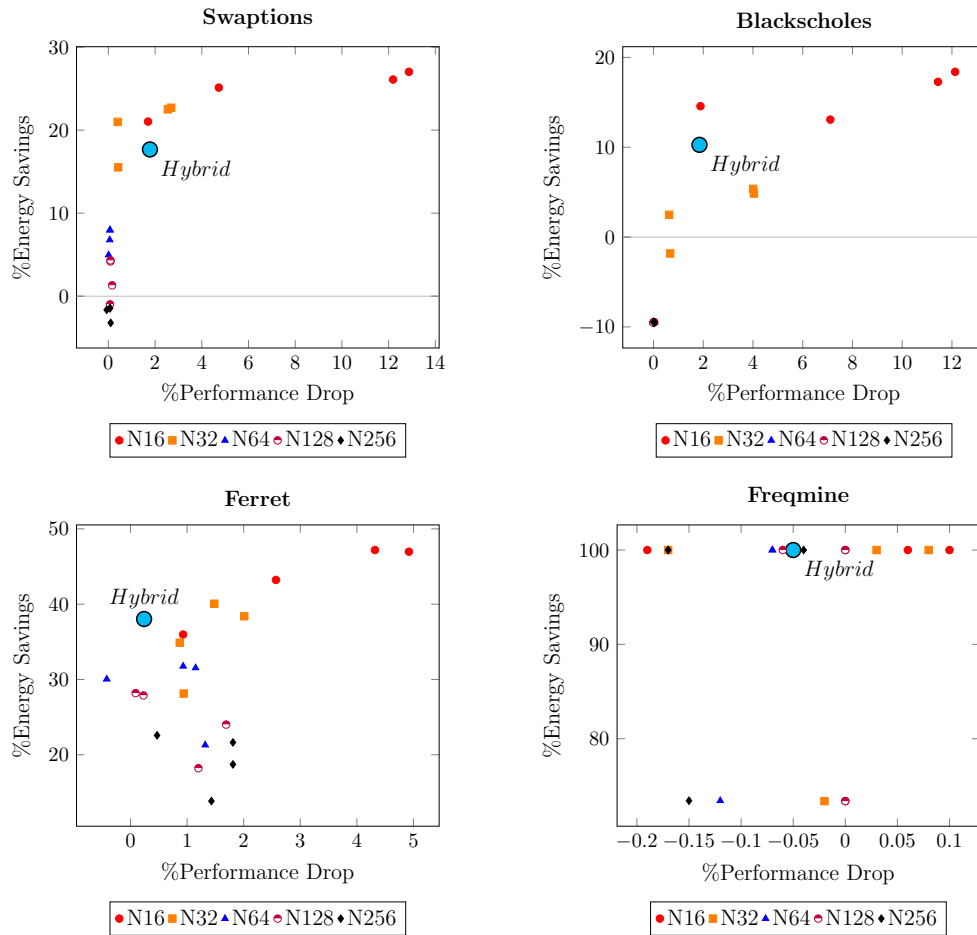 Swaptions
30
20
10
0
%Energy Savings
Hybrid
0 2 4 6 8 10 12 14
%Performance Drop
N16 N32 N64 N128 N256
Blackscholes
20
10
0
−10
%Energy Savings
Hybrid
0 2 4 6 8 10 12
%Performance Drop
N16 N32 N64 N128 N256
Ferret
50
40
30
20
%Energy Savings
Hybrid
0 1 2 3 4 5
%Performance Drop
N16 N32 N64 N128 N256
Freqmine
100
90
80
%Energy Savings
Hybrid
−0.2 −0.15 −0.1 −0.05 0 0.05 0.1
%Performance Drop
N16 N32 N64 N128 N256